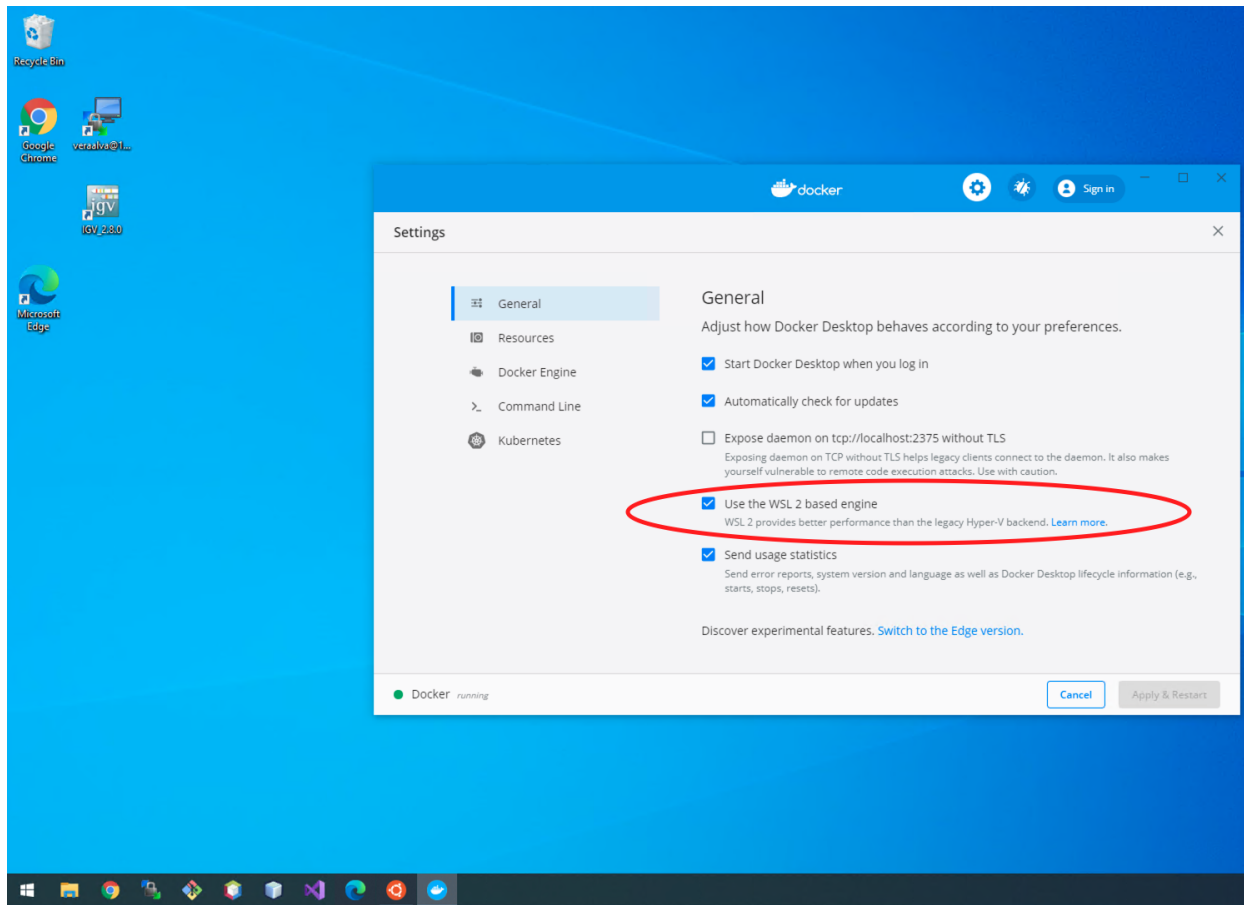 Recycle Bin
Google
Chrome
veraalva@1...
igv
IGV_2.8.0
Microsoft
Edge
docker
Sign in
Settings
General
Resources
Docker Engine
Command Line
Kubernetes
General
Adjust how Docker Desktop behaves according to your preferences.
Start Docker Desktop when you log in
Automatically check for updates
Expose daemon on tcp://localhost:2375 without TLS
Exposing daemon on TCP without TLS helps legacy clients connect to the daemon. It also makes
yourself vulnerable to remote code execution attacks. Use with caution.
Use the WSL 2 based engine
WSL 2 provides better performance than the legacy Hyper-V backend. Learn more.
Send usage statistics
Send error reports, system version and language as well as Docker Desktop lifecycle information (e.g.,
starts, stops, resets).
Discover experimental features. Switch to the Edge version.
Docker running
Cancel
Apply & Restart